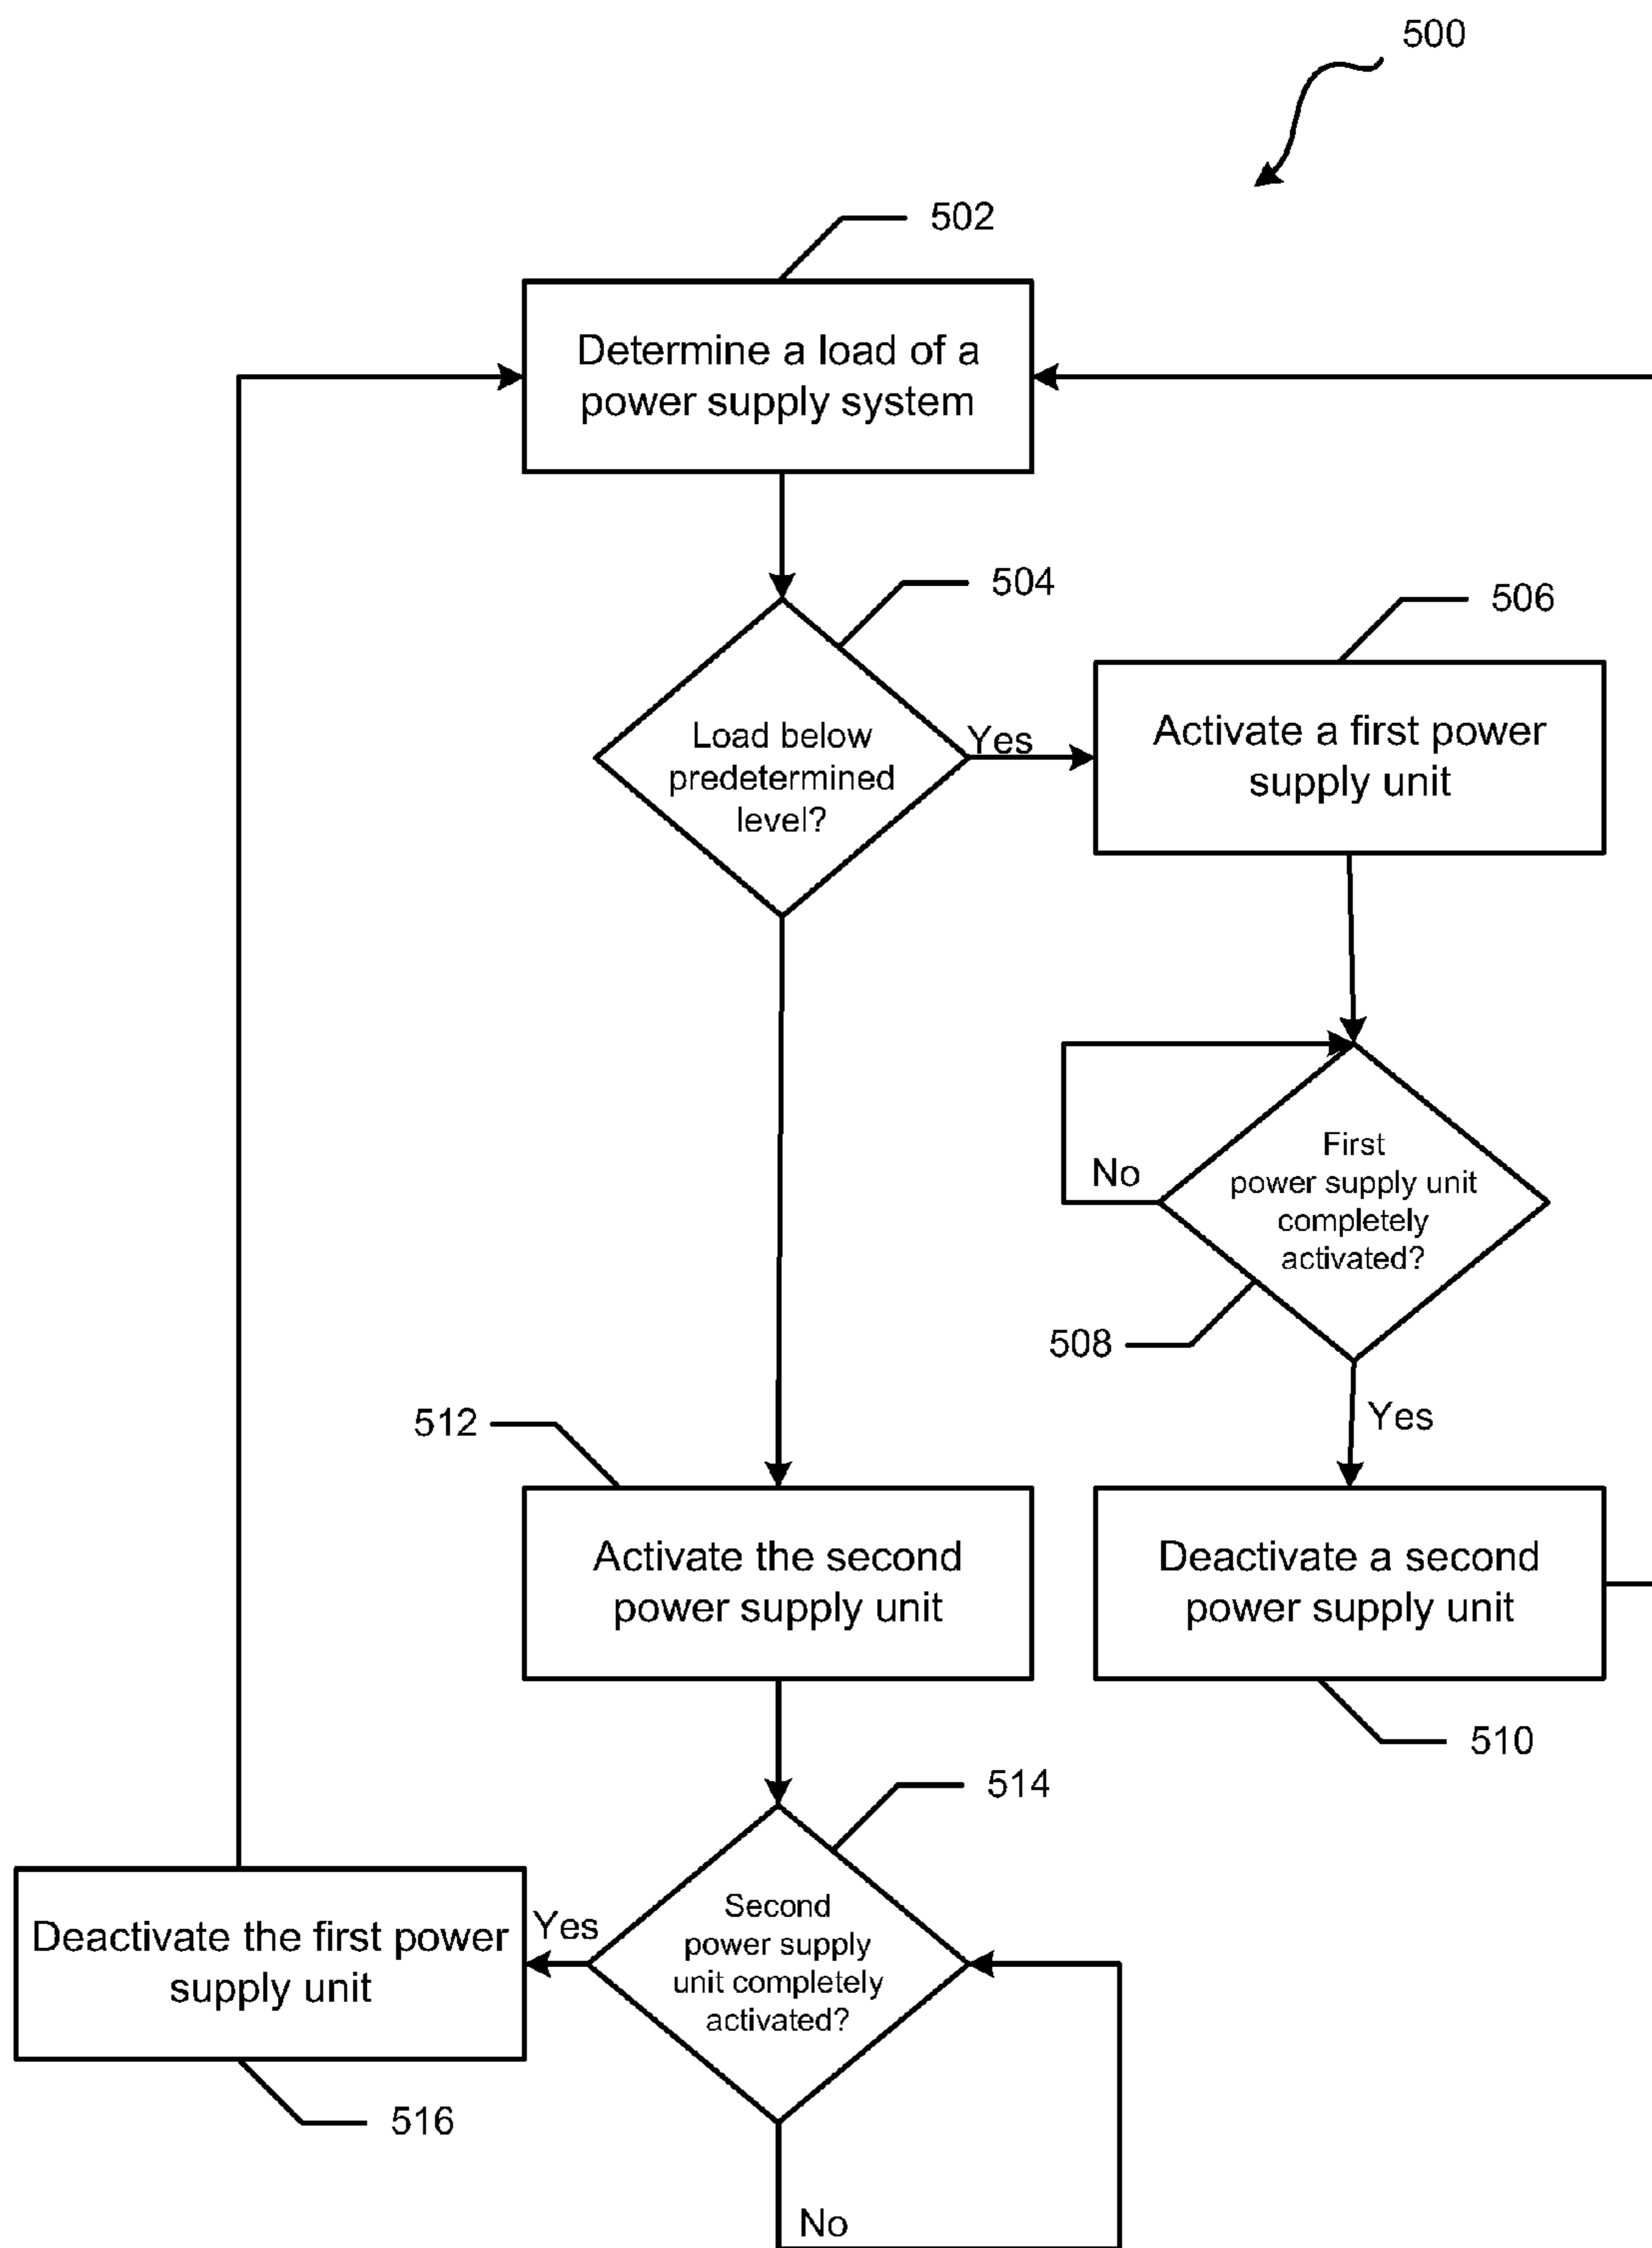 500
502
Determine a load of a
power supply system
504
506
Load below
predetermined
level?
Yes
Activate a first power
supply unit
First
power supply unit
completely
activated?
No
508
Yes
512
Activate the second
power supply unit
Deactivate a second
power supply unit
510
514
Second
power supply
unit completely
activated?
Yes
Deactivate the first power
supply unit
516
No